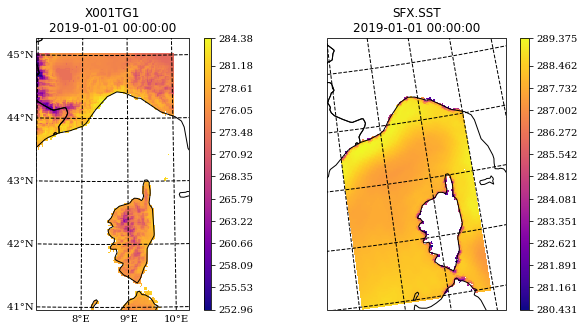 X001TG1
2019-01-01 00:00:00
45°N
44°N
43°N
42°N
41°N
8°E
9°E
10°E
284.38
281.18
278.61
276.05
273.48
270.92
268.35
265.79
263.22
260.66
258.09
255.53
252.96
SFX.SST
2019-01-01 00:00:00
289.375
288.462
287.732
287.002
286.272
285.542
284.812
284.081
283.351
282.621
281.891
281.161
280.431